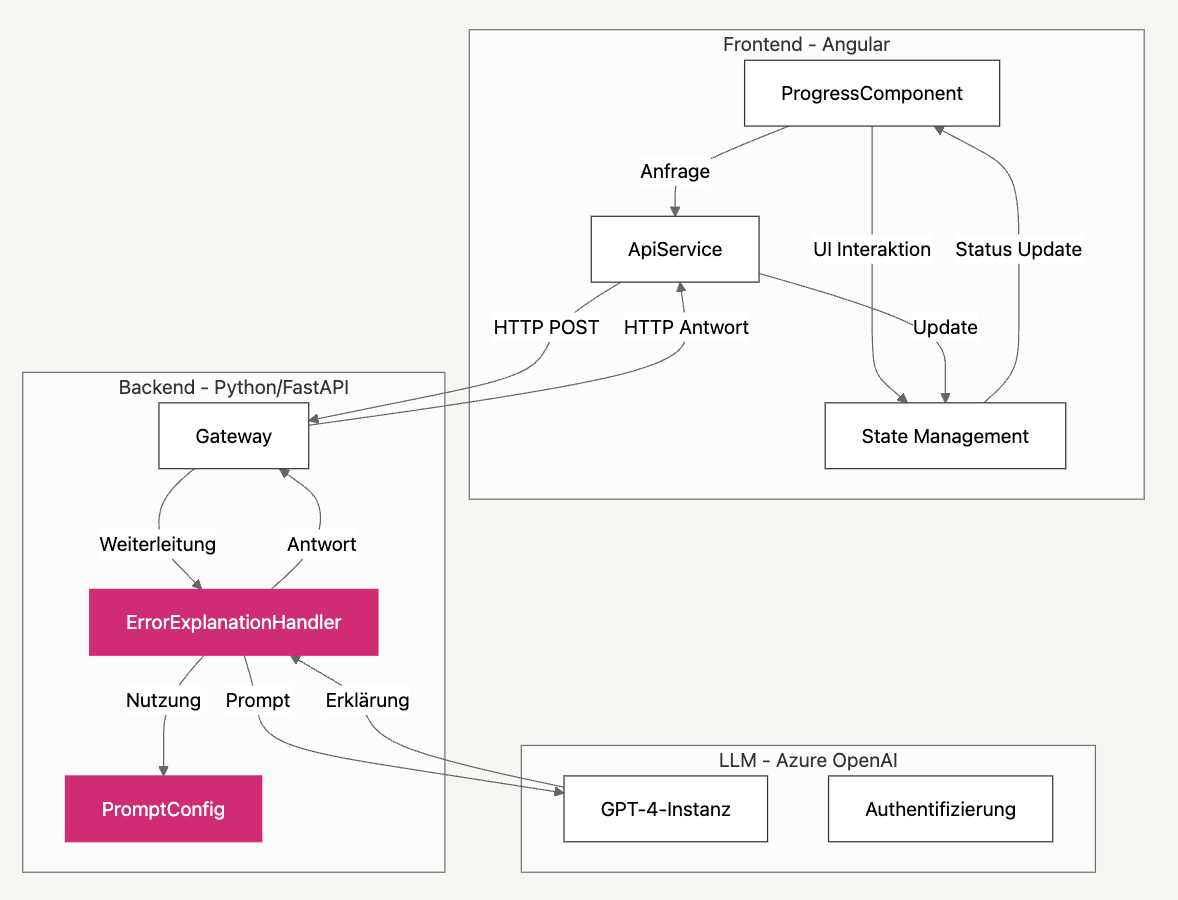 Frontend - Angular
ProgressComponent
Anfrage
ApiService
UI Interaktion
Status Update
HTTP POST
HTTP Antwort
Update
State Management
Backend - Python/FastAPI
Gateway
Weiterleitung
Antwort
ErrorExplanationHandler
Nutzung
Prompt
Erklärung
PromptConfig
LLM - Azure OpenAI
GPT-4-Instanz
Authentifizierung